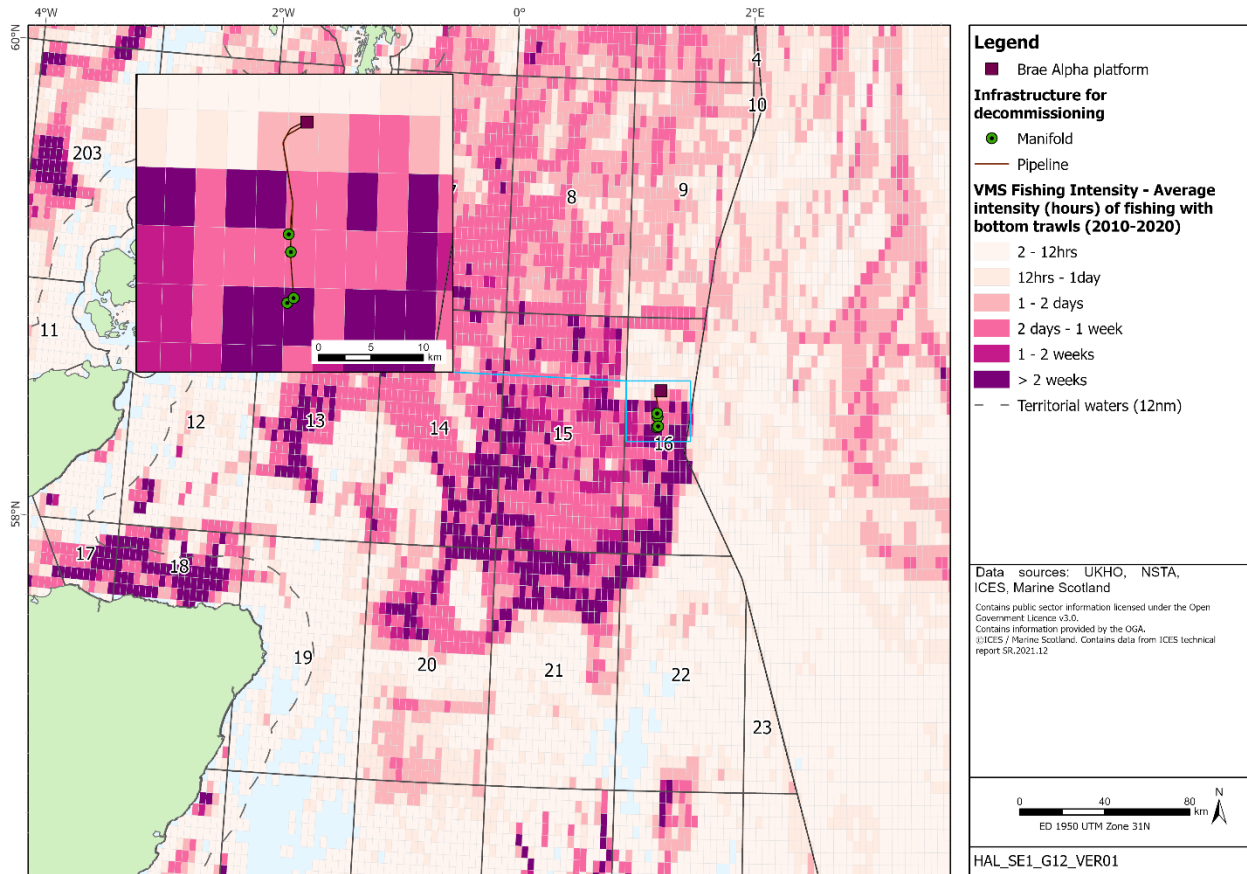 4°W
2°W
0°
2°E
60°N
58°N
4
10
203
7
8
9
11
12
13
14
15
16
17
18
19
20
21
22
23
0 5 10
km
Legend
Brae Alpha platform
Infrastructure for
decommissioning
Manifold
Pipeline
VMS Fishing Intensity - Average
intensity (hours) of fishing with
bottom trawls (2010-2020)
2 - 12hrs
12hrs - 1day
1 - 2 days
2 days - 1 week
1 - 2 weeks
> 2 weeks
Territorial waters (12nm)
Data sources: UKHO, NSTA,
ICES, Marine Scotland
Contains public sector information licensed under the Open
Government Licence v3.0.
Contains information provided by the OGA.
©ICES / Marine Scotland. Contains data from ICES technical
report SR.2021.12
N
0 40 80
km
ED 1950 UTM Zone 31N
HAL_SE1_G12_VER01